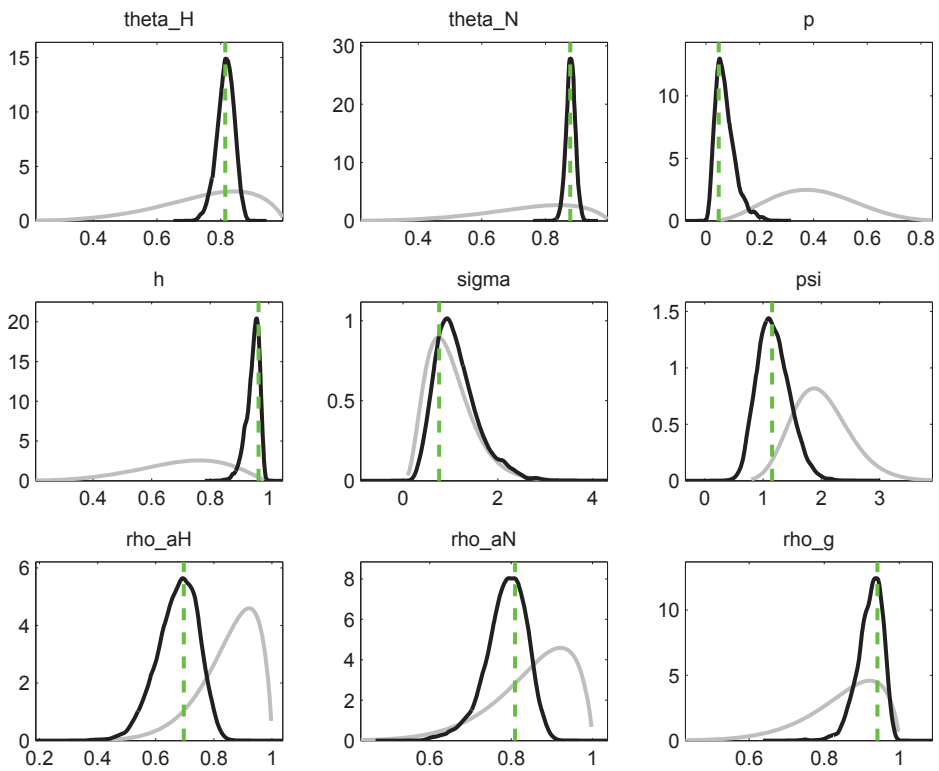 theta_H theta_N p
15 30 10
10 20
5 10 5
0 0 0
0.4 0.6 0.8 0.4 0.6 0.8 0 0.2 0.4 0.6 0.8
h sigma psi
20 1 1.5
15 1
10 0.5
5 0.5
0 0 0
0.4 0.6 0.8 1 0 2 4 0 1 2 3
rho_aH rho_aN rho_g
6 8 10
4 6
2 4 5
2
0 0 0
0.2 0.4 0.6 0.8 1 0.6 0.8 1 0.6 0.8 1